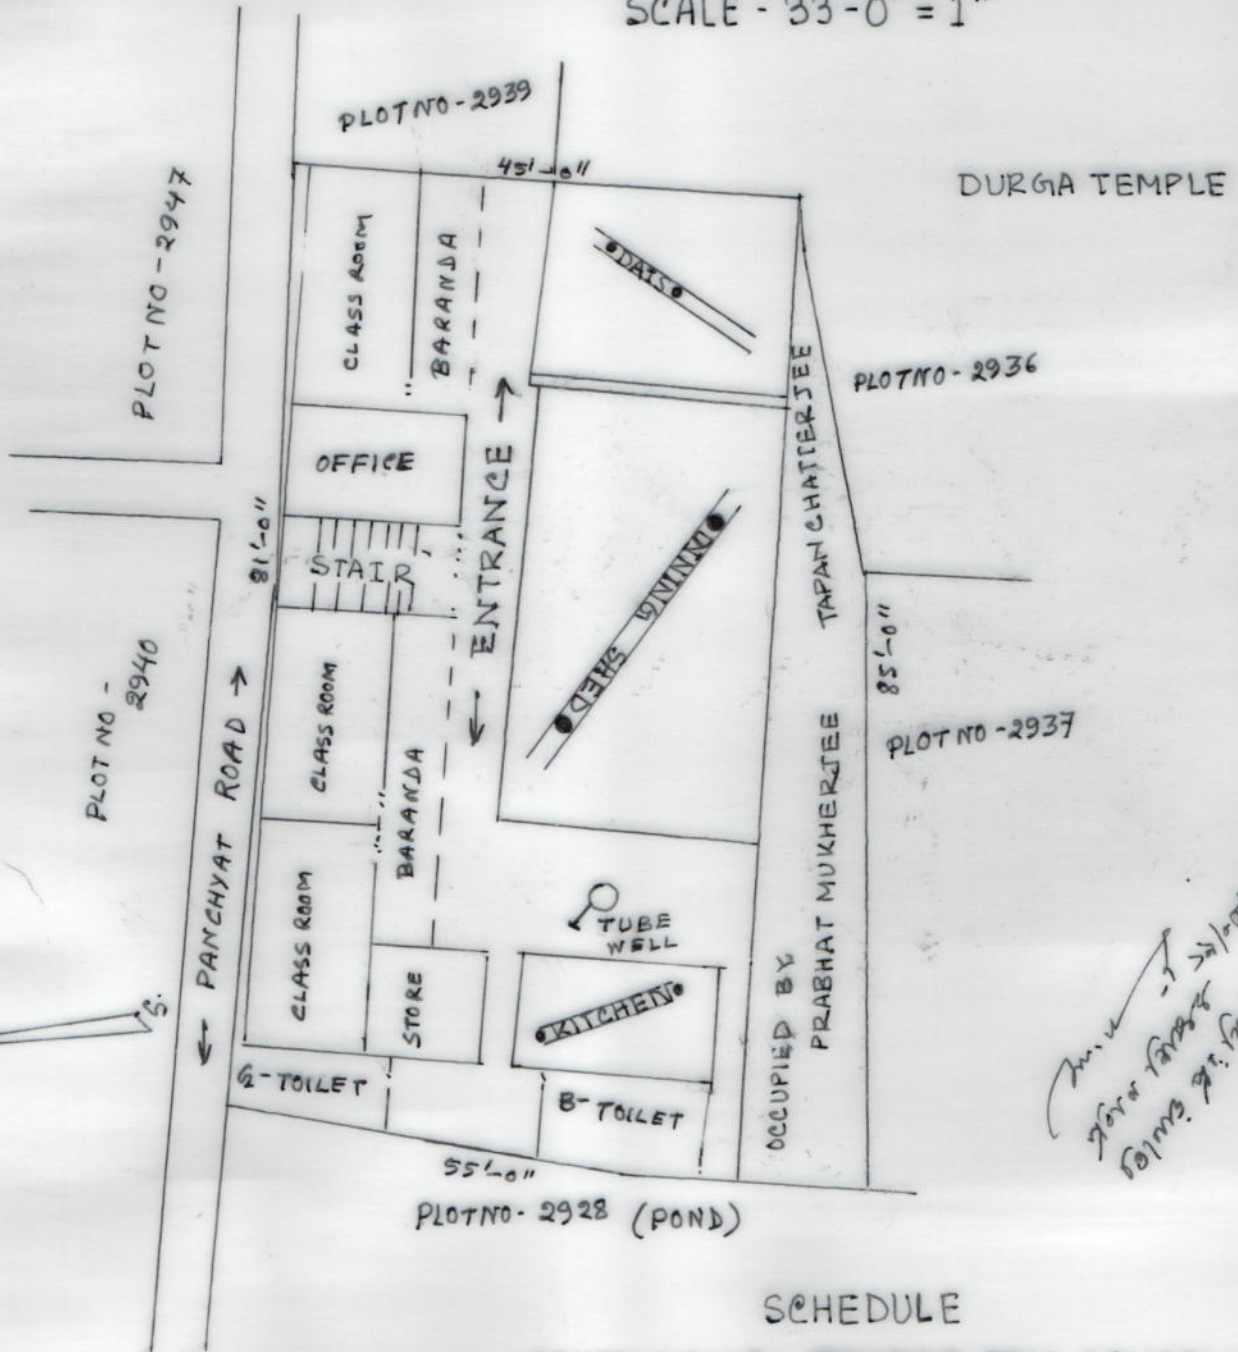 SCALE - 33'-0" = 1"
PLOT NO - 2939
45'-0"
DURGA TEMPLE
PLOT NO - 2947
CLASS ROOM
BARANDA
DAIS
PLOT NO - 2936
OFFICE
ENTRANCE
TAPAN CHATTERJEE
81'-0"
STAIR
DINNING SHED
85'-0"
PLOT NO -
2940
PANCHYAT ROAD
CLASS ROOM
BARANDA
PLOT NO - 2937
OCCUPIED BY
PRABHAT MUKHERJEE
CLASS ROOM
TUBE
WELL
STORE
KITCHEN
S.
G-TOILET
B-TOILET
55'-0"
PLOT NO - 2928 (POND)
SCHEDULE